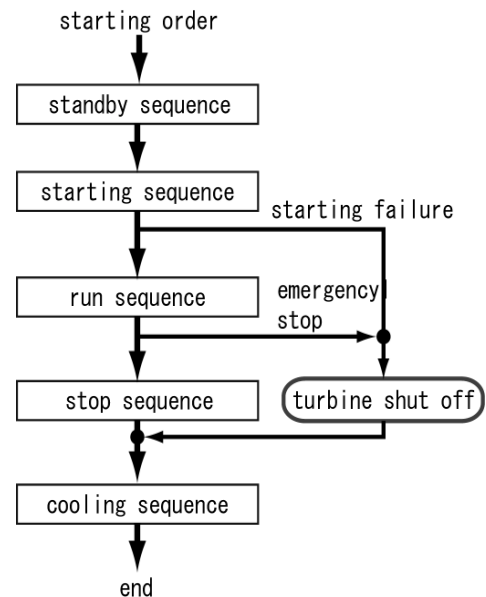 starting order
standby sequence
starting sequence
starting failure
run sequence
emergency
stop
stop sequence
turbine shut off
cooling sequence
end